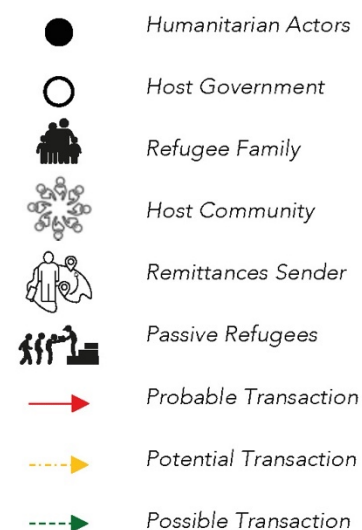 Humanitarian Actors
Host Government
Refugee Family
Host Community
Remittances Sender
Passive Refugees
Probable Transaction
Potential Transaction
Possible Transaction